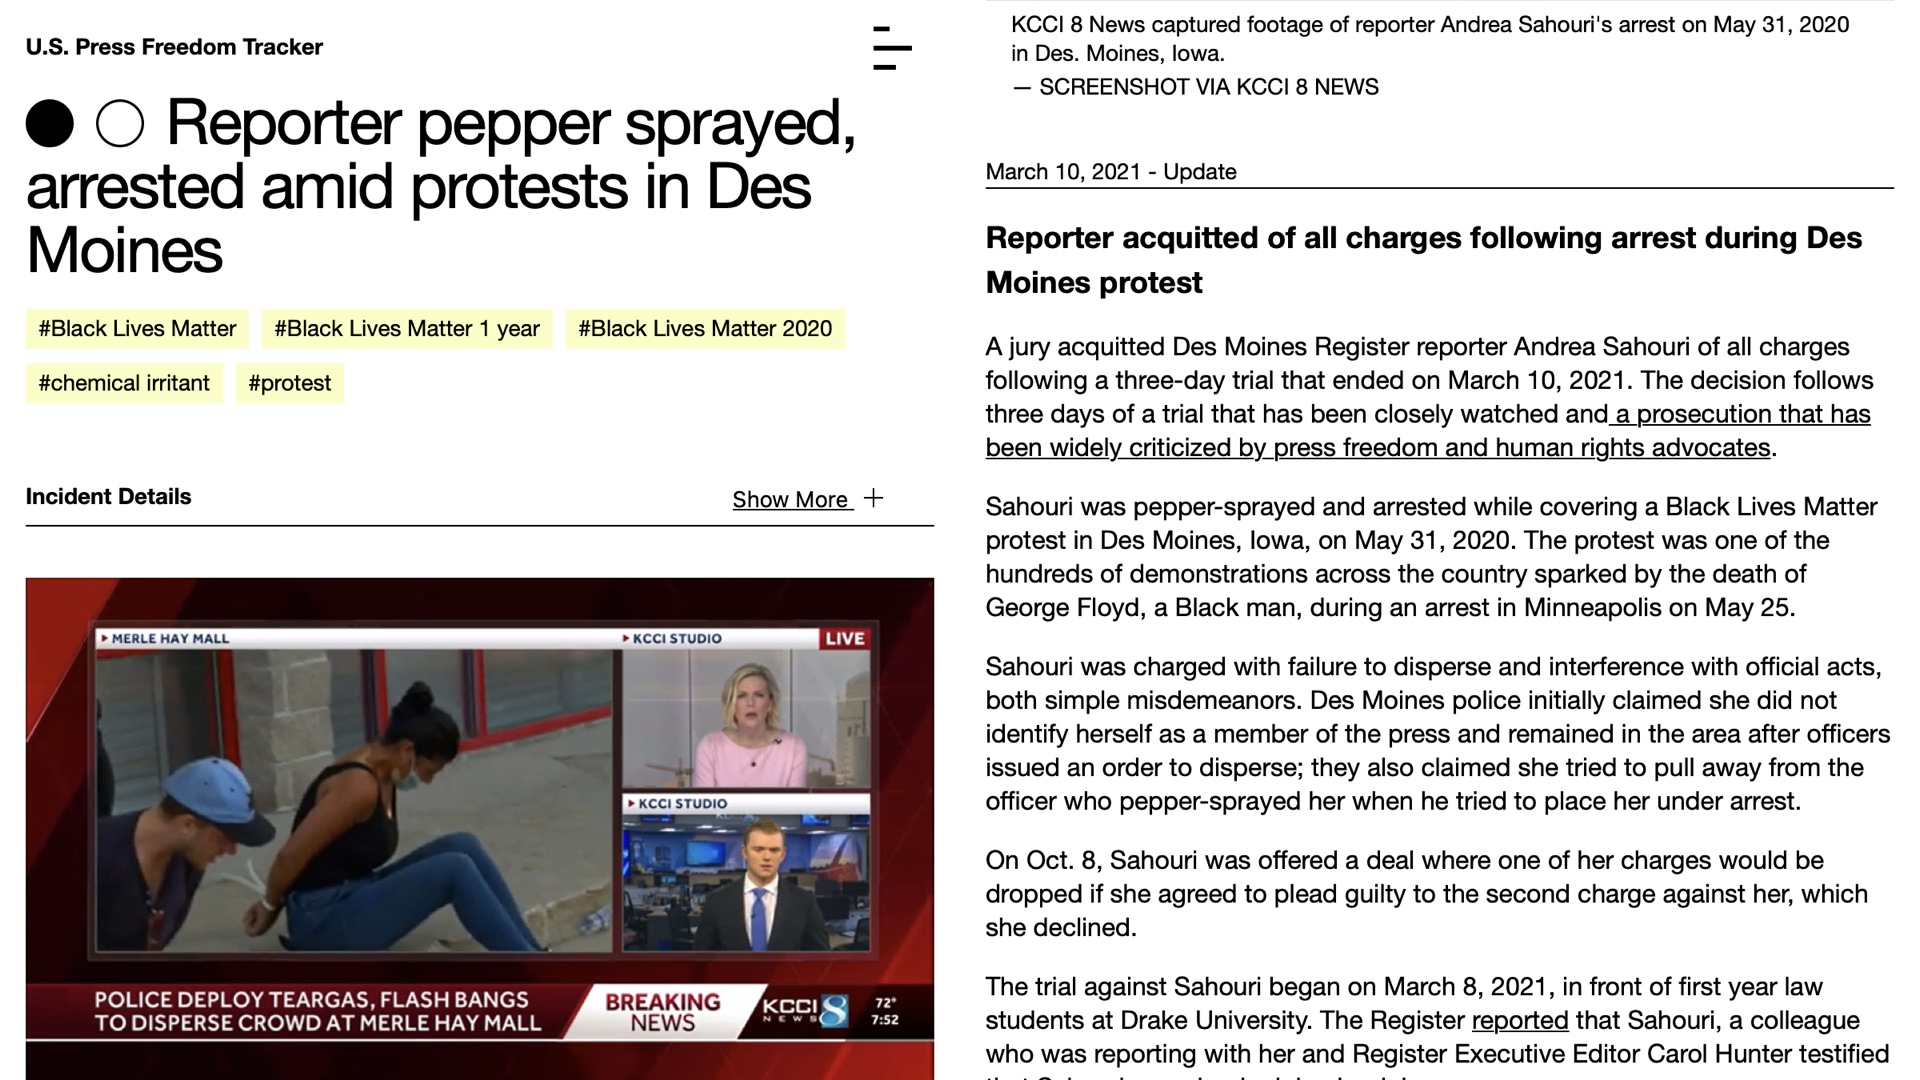 U.S. Press Freedom Tracker
Reporter pepper sprayed,
arrested amid protests in Des
Moines
#Black Lives Matter #Black Lives Matter 1 year #Black Lives Matter 2020
#chemical irritant #protest
Incident Details Show More +
MERLE HAY MALL KCCI STUDIO LIVE
KCCI STUDIO
POLICE DEPLOY TEARGAS, FLASH BANGS
TO DISPERSE CROWD AT MERLE HAY MALL
BREAKING
NEWS
KCCI 8
NEWS
72°
7:52
KCCI 8 News captured footage of reporter Andrea Sahouri's arrest on May 31, 2020
in Des. Moines, Iowa.
— SCREENSHOT VIA KCCI 8 NEWS
March 10, 2021 - Update
Reporter acquitted of all charges following arrest during Des
Moines protest
A jury acquitted Des Moines Register reporter Andrea Sahouri of all charges
following a three-day trial that ended on March 10, 2021. The decision follows
three days of a trial that has been closely watched and a prosecution that has
been widely criticized by press freedom and human rights advocates.
Sahouri was pepper-sprayed and arrested while covering a Black Lives Matter
protest in Des Moines, Iowa, on May 31, 2020. The protest was one of the
hundreds of demonstrations across the country sparked by the death of
George Floyd, a Black man, during an arrest in Minneapolis on May 25.
Sahouri was charged with failure to disperse and interference with official acts,
both simple misdemeanors. Des Moines police initially claimed she did not
identify herself as a member of the press and remained in the area after officers
issued an order to disperse; they also claimed she tried to pull away from the
officer who pepper-sprayed her when he tried to place her under arrest.
On Oct. 8, Sahouri was offered a deal where one of her charges would be
dropped if she agreed to plead guilty to the second charge against her, which
she declined.
The trial against Sahouri began on March 8, 2021, in front of first year law
students at Drake University. The Register reported that Sahouri, a colleague
who was reporting with her and Register Executive Editor Carol Hunter testified